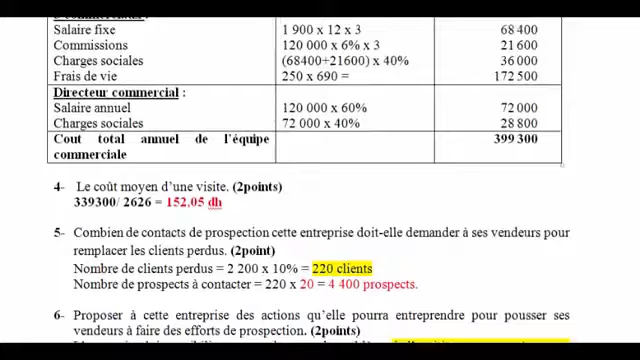 Salaire fixe 1 900 x 12 x 3 68 400
Commissions 120 000 x 6% x 3 21 600
Charges sociales (68400+21600) x 40% 36 000
Frais de vie 250 x 690 = 172 500
Directeur commercial :
Salaire annuel 120 000 x 60% 72 000
Charges sociales 72 000 x 40% 28 800
Cout total annuel de l'équipe 399 300
commerciale
4- Le coût moyen d'une visite. (2points)
339300/ 2626 = 152,05 dh
5- Combien de contacts de prospection cette entreprise doit-elle demander à ses vendeurs pour
remplacer les clients perdus. (2point)
Nombre de clients perdus = 2 200 x 10% = 220 clients
Nombre de prospects à contacter = 220 x 20 = 4 400 prospects.
6- Proposer à cette entreprise des actions qu'elle pourra entreprendre pour pousser ses
vendeurs à faire des efforts de prospection. (2points)